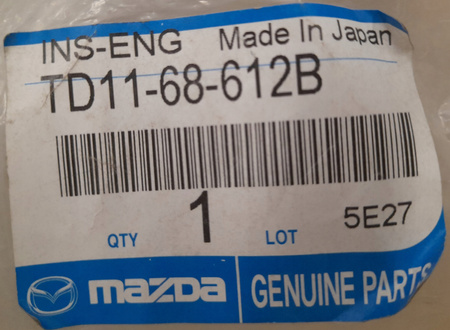 INS-ENG Made In Japan
TD11-68-612B
QTY 1 LOT 5E27
mazda GENUINE PARTS